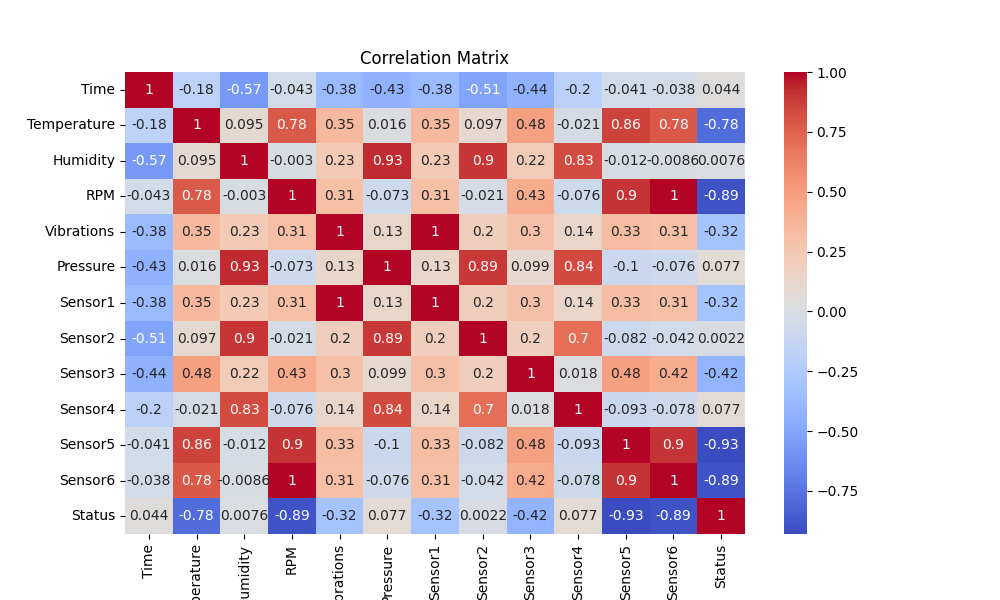 Correlation Matrix
Time 1 -0.18 -0.57 -0.043 -0.38 -0.43 -0.38 -0.51 -0.44 -0.2 -0.041 -0.038 0.044
Temperature -0.18 1 0.095 0.78 0.35 0.016 0.35 0.097 0.48 -0.021 0.86 0.78 -0.78
Humidity -0.57 0.095 1 -0.003 0.23 0.93 0.23 0.9 0.22 0.83 -0.012 -0.0086 0.0076
RPM -0.043 0.78 -0.003 1 0.31 -0.073 0.31 -0.021 0.43 -0.076 0.9 1 -0.89
Vibrations -0.38 0.35 0.23 0.31 1 0.13 1 0.2 0.3 0.14 0.33 0.31 -0.32
Pressure -0.43 0.016 0.93 -0.073 0.13 1 0.13 0.89 0.099 0.84 -0.1 -0.076 0.077
Sensor1 -0.38 0.35 0.23 0.31 1 0.13 1 0.2 0.3 0.14 0.33 0.31 -0.32
Sensor2 -0.51 0.097 0.9 -0.021 0.2 0.89 0.2 1 0.2 0.7 -0.082 -0.042 0.0022
Sensor3 -0.44 0.48 0.22 0.43 0.3 0.099 0.3 0.2 1 0.018 0.48 0.42 -0.42
Sensor4 -0.2 -0.021 0.83 -0.076 0.14 0.84 0.14 0.7 0.018 1 -0.093 -0.078 0.077
Sensor5 -0.041 0.86 -0.012 0.9 0.33 -0.1 0.33 -0.082 0.48 -0.093 1 0.9 -0.93
Sensor6 -0.038 0.78 -0.0086 1 0.31 -0.076 0.31 -0.042 0.42 -0.078 0.9 1 -0.89
Status 0.044 -0.78 0.0076 -0.89 -0.32 0.077 -0.32 0.0022 -0.42 0.077 -0.93 -0.89 1
Time
perature
umidity
RPM
brations
Pressure
Sensor1
Sensor2
Sensor3
Sensor4
Sensor5
Sensor6
Status
1.00
0.75
0.50
0.25
0.00
−0.25
−0.50
−0.75